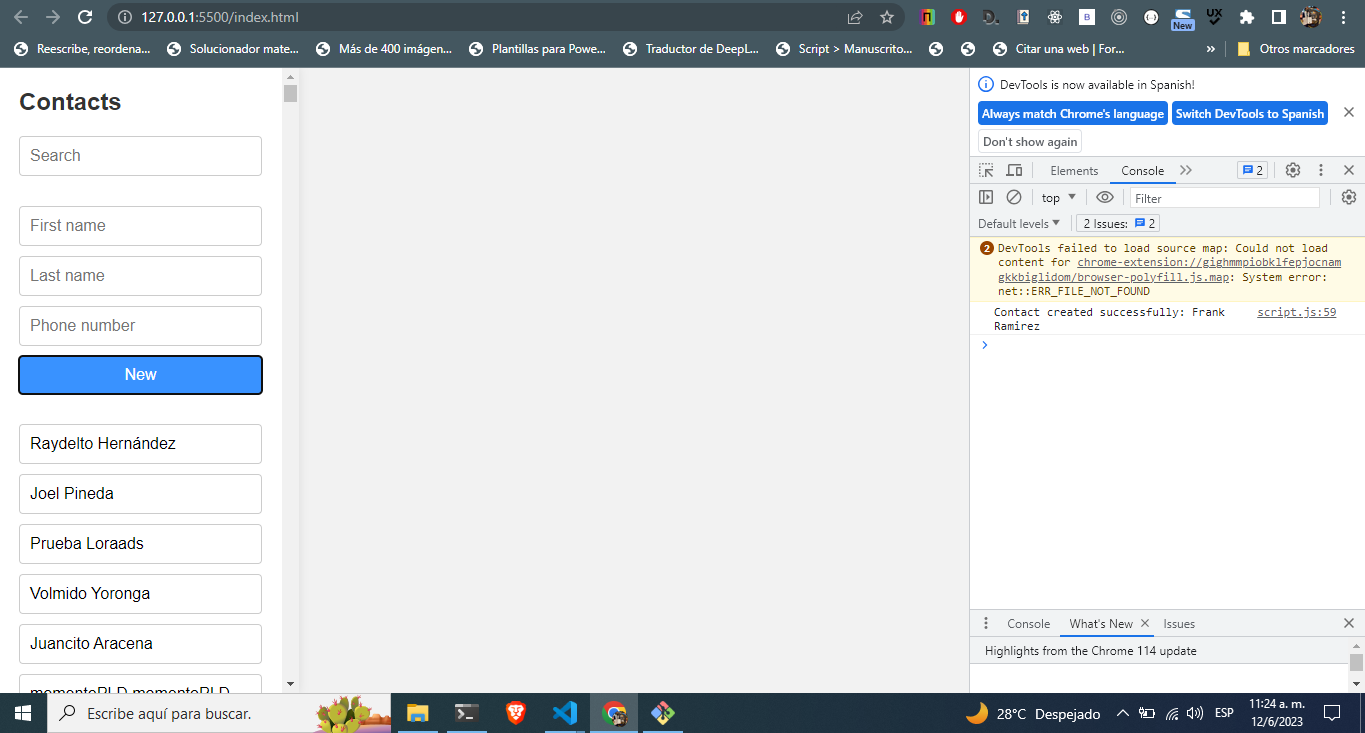 127.0.0.1:5500/index.html
New
UX
Reescribe, reordena...
Solucionador mate...
Más de 400 imágen...
Plantillas para Powe...
Traductor de DeepL...
Script > Manuscrito...
Citar una web | For...
»
Otros marcadores
Contacts
Search
First name
Last name
Phone number
New
Raydelto Hernández
Joel Pineda
Prueba Loraads
Volmido Yoronga
Juancito Aracena
DevTools is now available in Spanish!
Always match Chrome's language
Switch DevTools to Spanish
Don't show again
Elements
Console
2
top
Filter
Default levels
2 Issues: 2
2
DevTools failed to load source map: Could not load
content for chrome-extension://gighmmpiobklfepjocnam
gkkbiglidom/browser-polyfill.js.map: System error:
net::ERR_FILE_NOT_FOUND
Contact created successfully: Frank script.js:59
Ramirez
Console
What's New
Issues
Highlights from the Chrome 114 update
Escribe aquí para buscar.
28°C Despejado
ESP
11:24 a. m.
12/6/2023